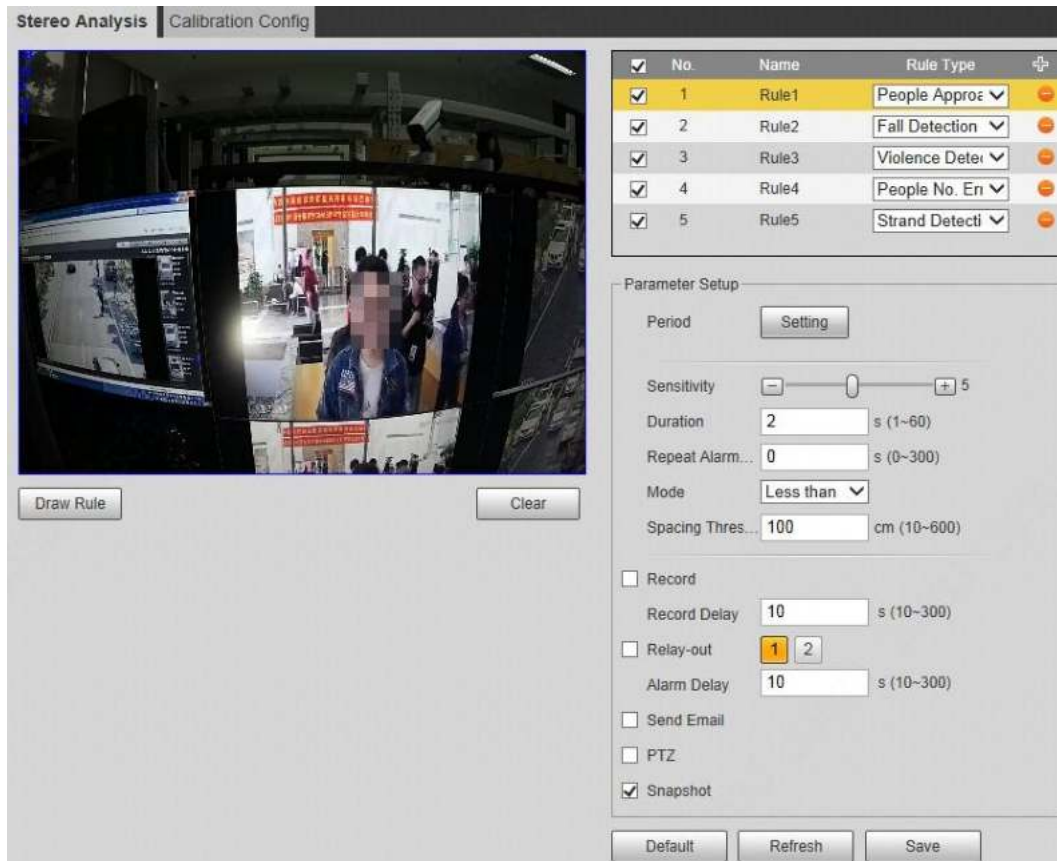 Stereo Analysis Calibration Config
No. Name Rule Type
1 Rule1 People Approa
2 Rule2 Fall Detection
3 Rule3 Violence Detec
4 Rule4 People No. Err
5 Rule5 Strand Detecti
Parameter Setup
Period Setting
Sensitivity 5
Duration 2 s (1~60)
Repeat Alarm... 0 s (0~300)
Mode Less than
Spacing Thres... 100 cm (10~600)
Draw Rule Clear
Record
Record Delay 10 s (10~300)
Relay-out 1 2
Alarm Delay 10 s (10~300)
Send Email
PTZ
Snapshot
Default Refresh Save